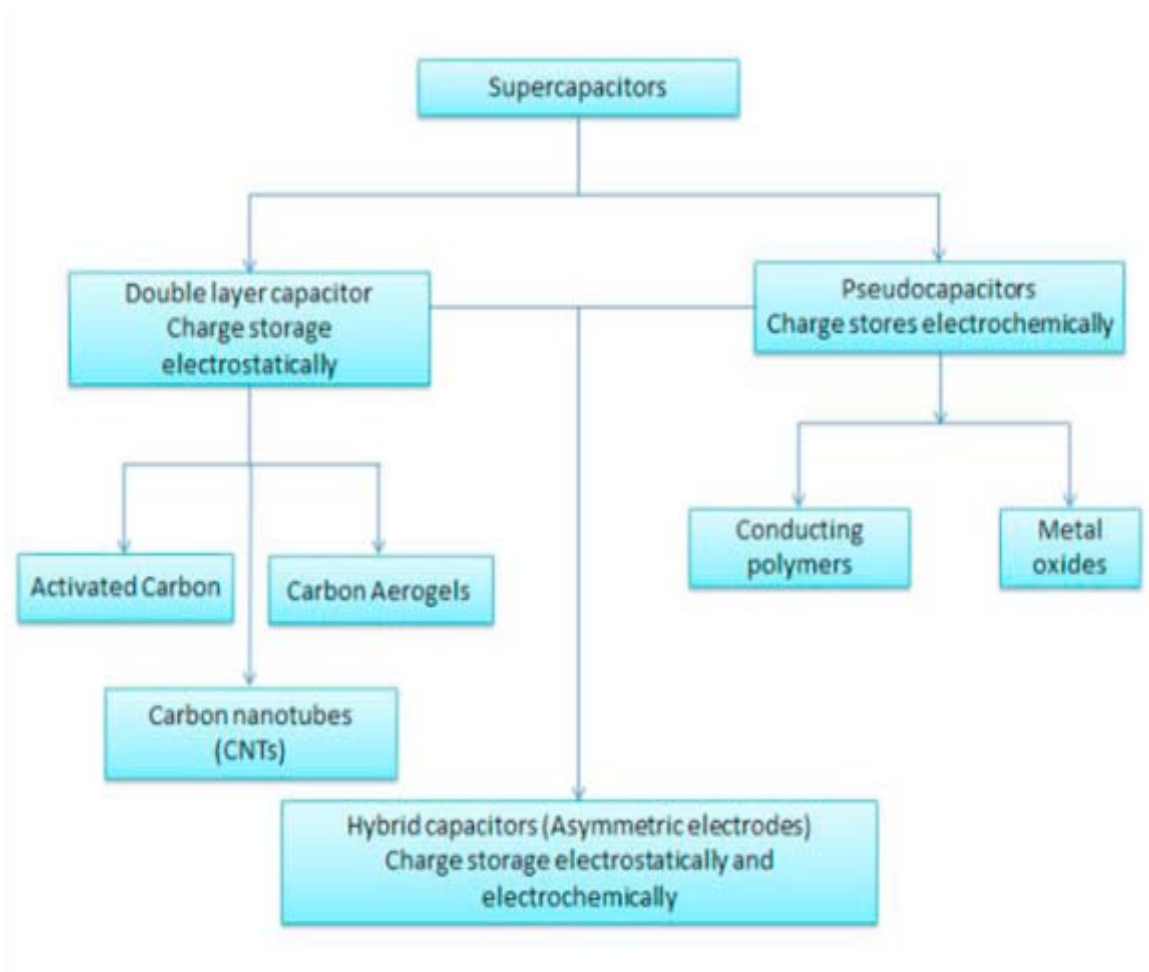 Supercapacitors
Double layer capacitor
Charge storage
electrostatically
Pseudocapacitors
Charge stores electrochemically
Activated Carbon
Carbon Aerogels
Carbon nanotubes
(CNTs)
Conducting
polymers
Metal
oxides
Hybrid capacitors (Asymmetric electrodes)
Charge storage electrostatically and
electrochemically